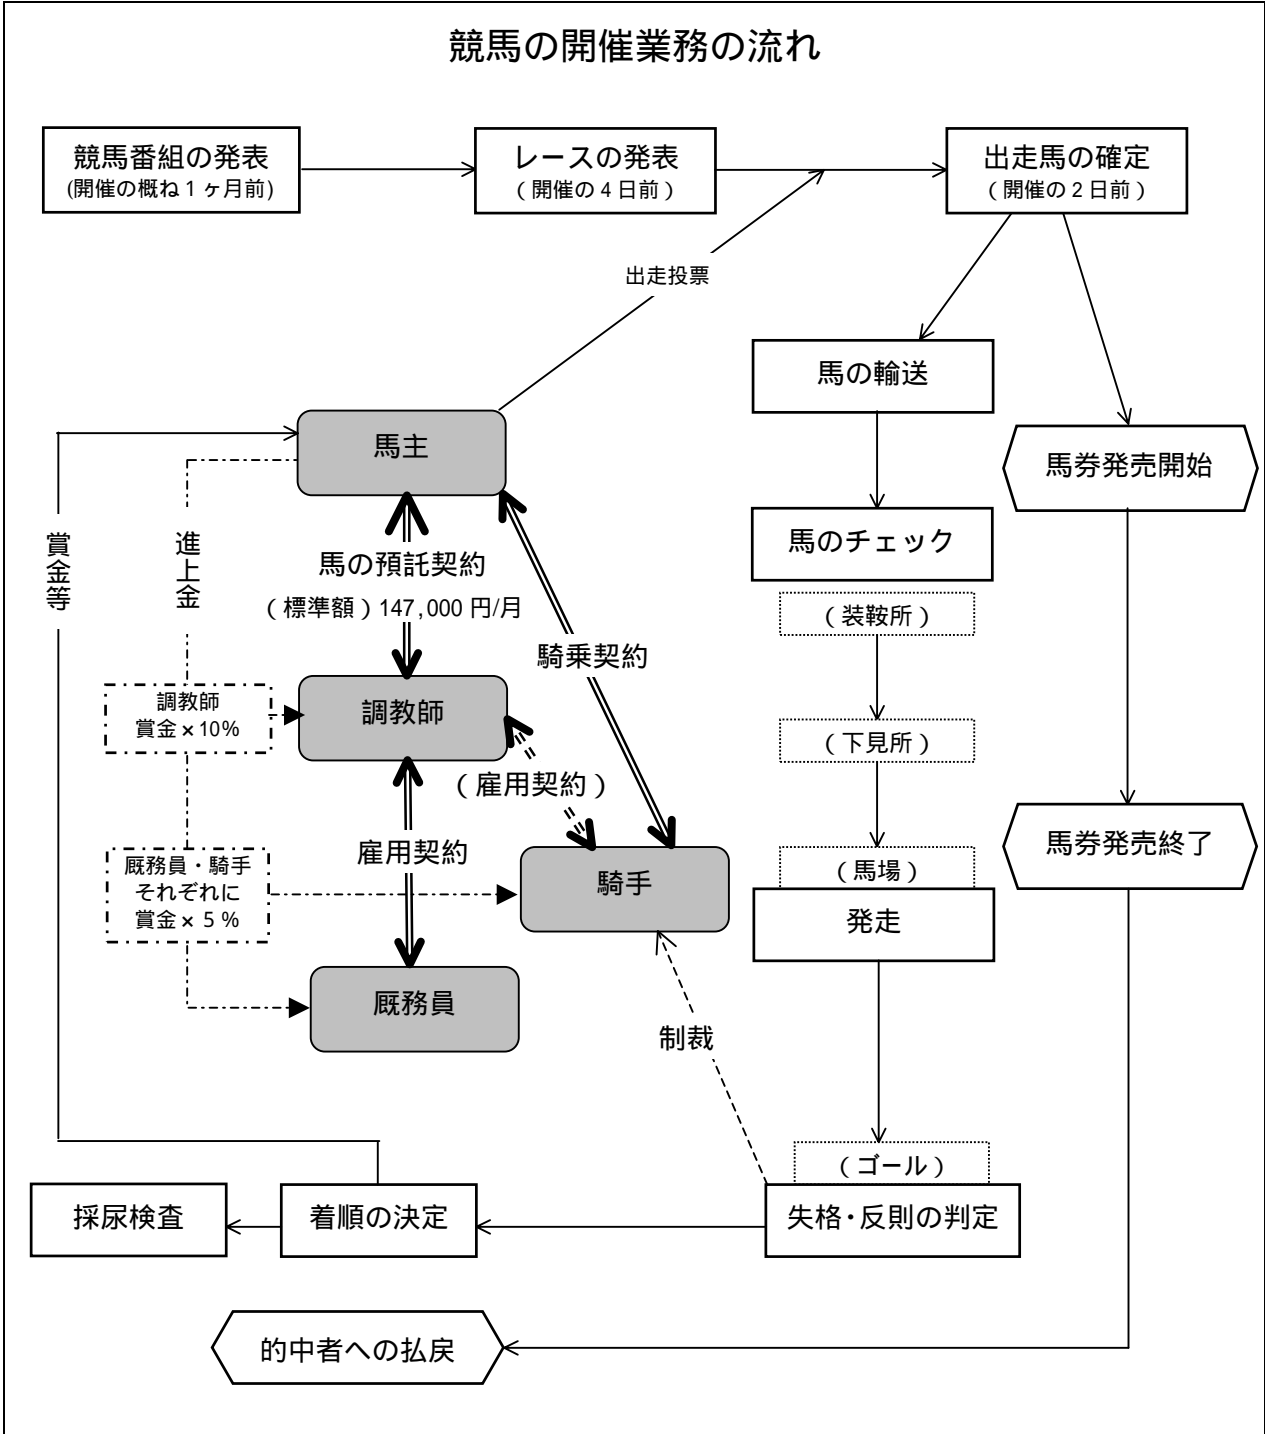 競馬の開催業務の流れ
競馬番組の発表
(開催の概ね1ヶ月前)
レースの発表
(開催の4日前)
出走馬の確定
(開催の2日前)
出走投票
馬の輸送
馬主
馬券発売開始
賞金等
進上金
馬の預託契約
(標準額)147,000 円/月
馬のチェック
(装鞍所)
騎乗契約
調教師
賞金×10%
調教師
(下見所)
(雇用契約)
雇用契約
厩務員・騎手
それぞれに
賞金×5%
騎手
(馬場)
発走
馬券発売終了
厩務員
制裁
(ゴール)
失格・反則の判定
着順の決定
採尿検査
的中者への払戻